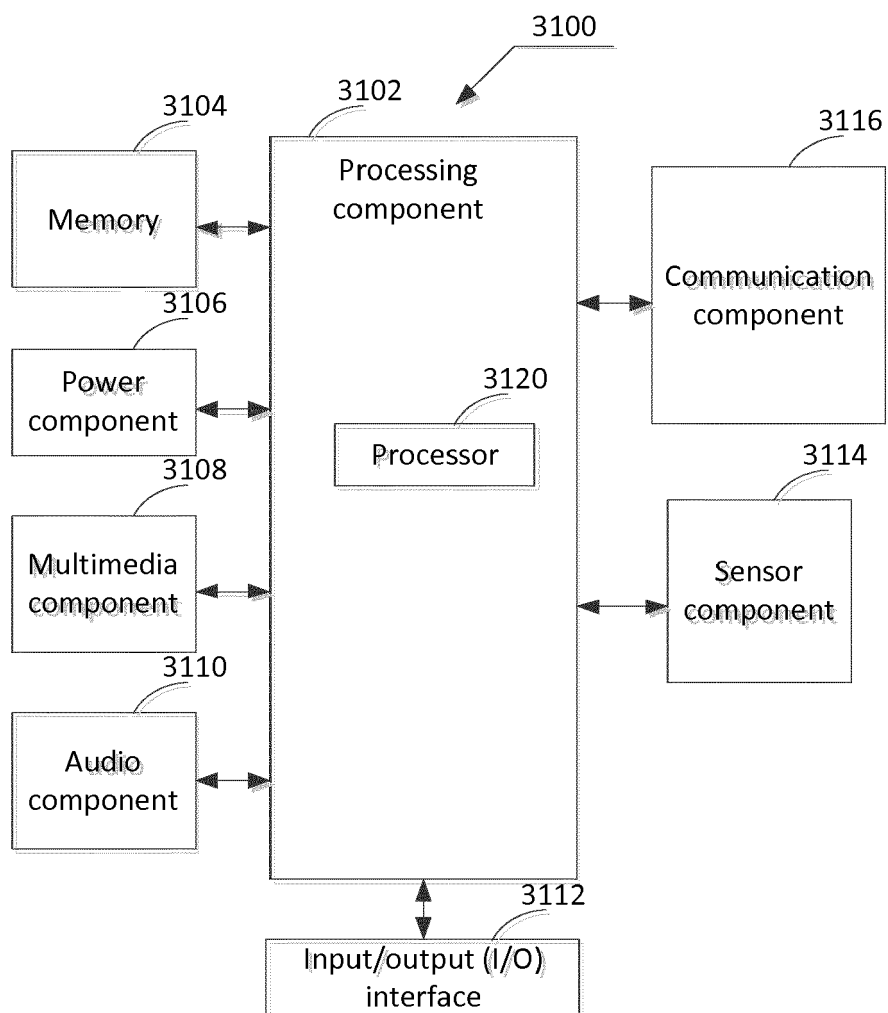 3100
3102
3104
3116
Processing
component
Memory
Communication
component
3106
Power
component
3120
Processor
3108
3114
Multimedia
component
Sensor
component
3110
Audio
component
3112
Input/output (I/O)
interface